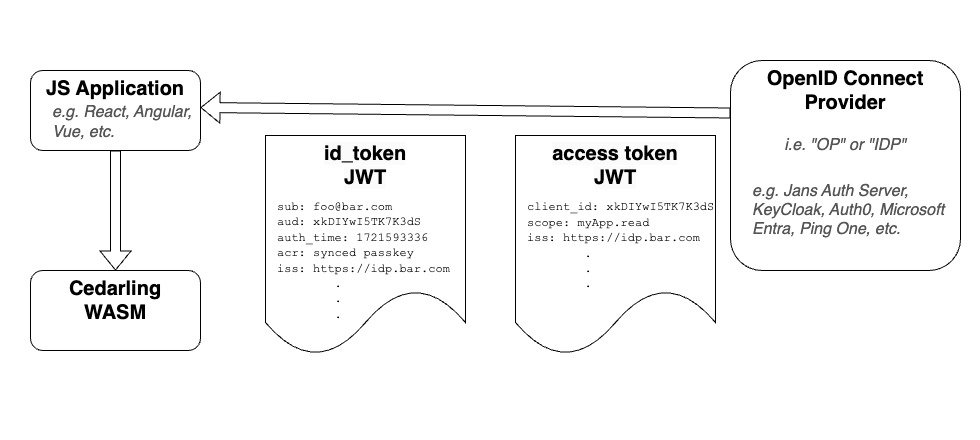 JS Application
e.g. React, Angular,
Vue, etc.
Cedarling
WASM
id_token
JWT
sub: foo@bar.com
aud: xkDIYwI5TK7K3dS
auth_time: 1721593336
acr: synced passkey
iss: https://idp.bar.com
.
.
.
access token
JWT
client_id: xkDIYwI5TK7K3dS
scope: myApp.read
iss: https://idp.bar.com
.
.
.
OpenID Connect
Provider
i.e. "OP" or "IDP"
e.g. Jans Auth Server,
KeyCloak, Auth0, Microsoft
Entra, Ping One, etc.